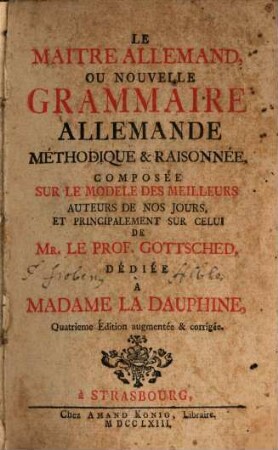 LE
MAITRE ALLEMAND,
OU NOUVELLE
GRAMMAIRE
ALLEMANDE
MÉTHODIQUE & RAISONNÉE,
COMPOSÉE
SUR LE MODELE DES MEILLEURS
AUTEURS DE NOS JOURS,
ET PRINCIPALEMENT SUR CELUI
DE
MR. LE PROF. GOTTSCHED,
DÉDIÉE
A
MADAME LA DAUPHINE,
Quatrieme Édition augmentée & corrigée.
à STRASBOURG,
Chez AMAND KONIG, Libraire.
MDCCLXIII.